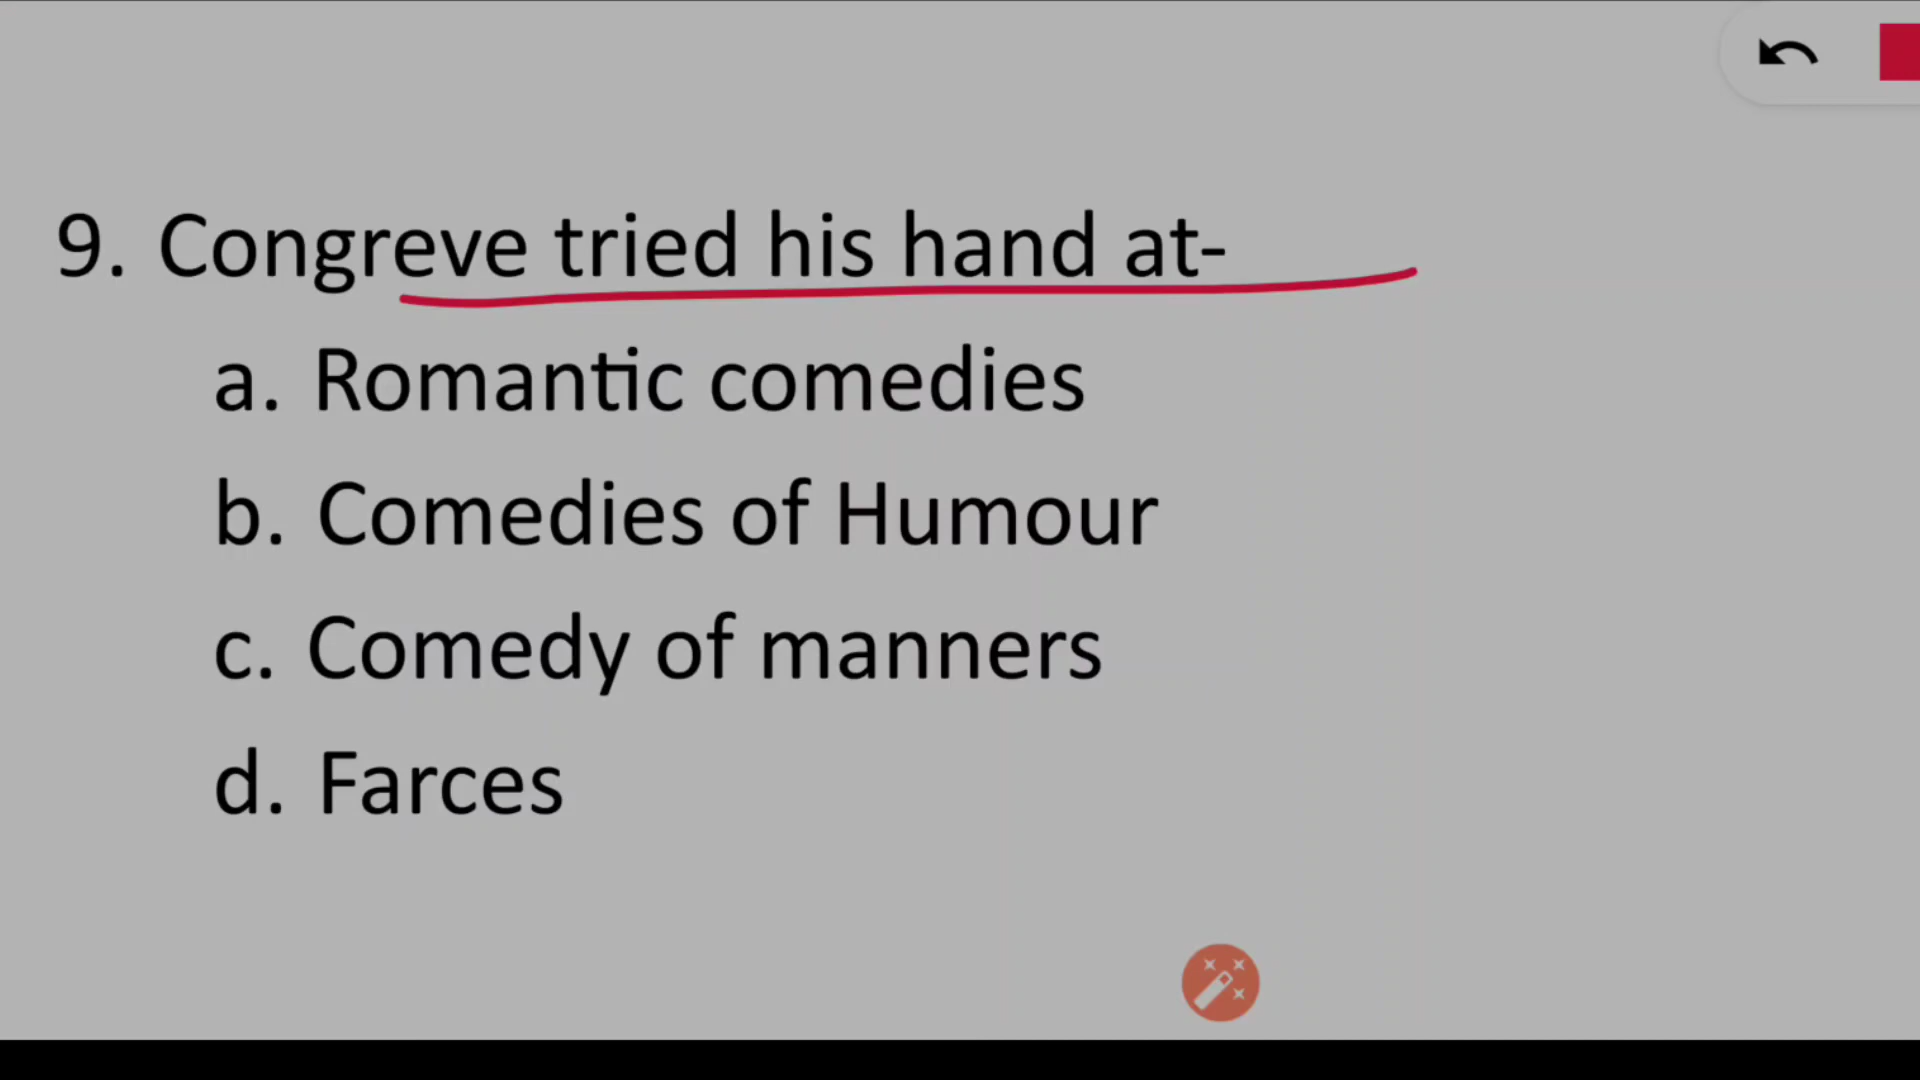 9. Congreve tried his hand at-
a. Romantic comedies
b. Comedies of Humour
c. Comedy of manners
d. Farces